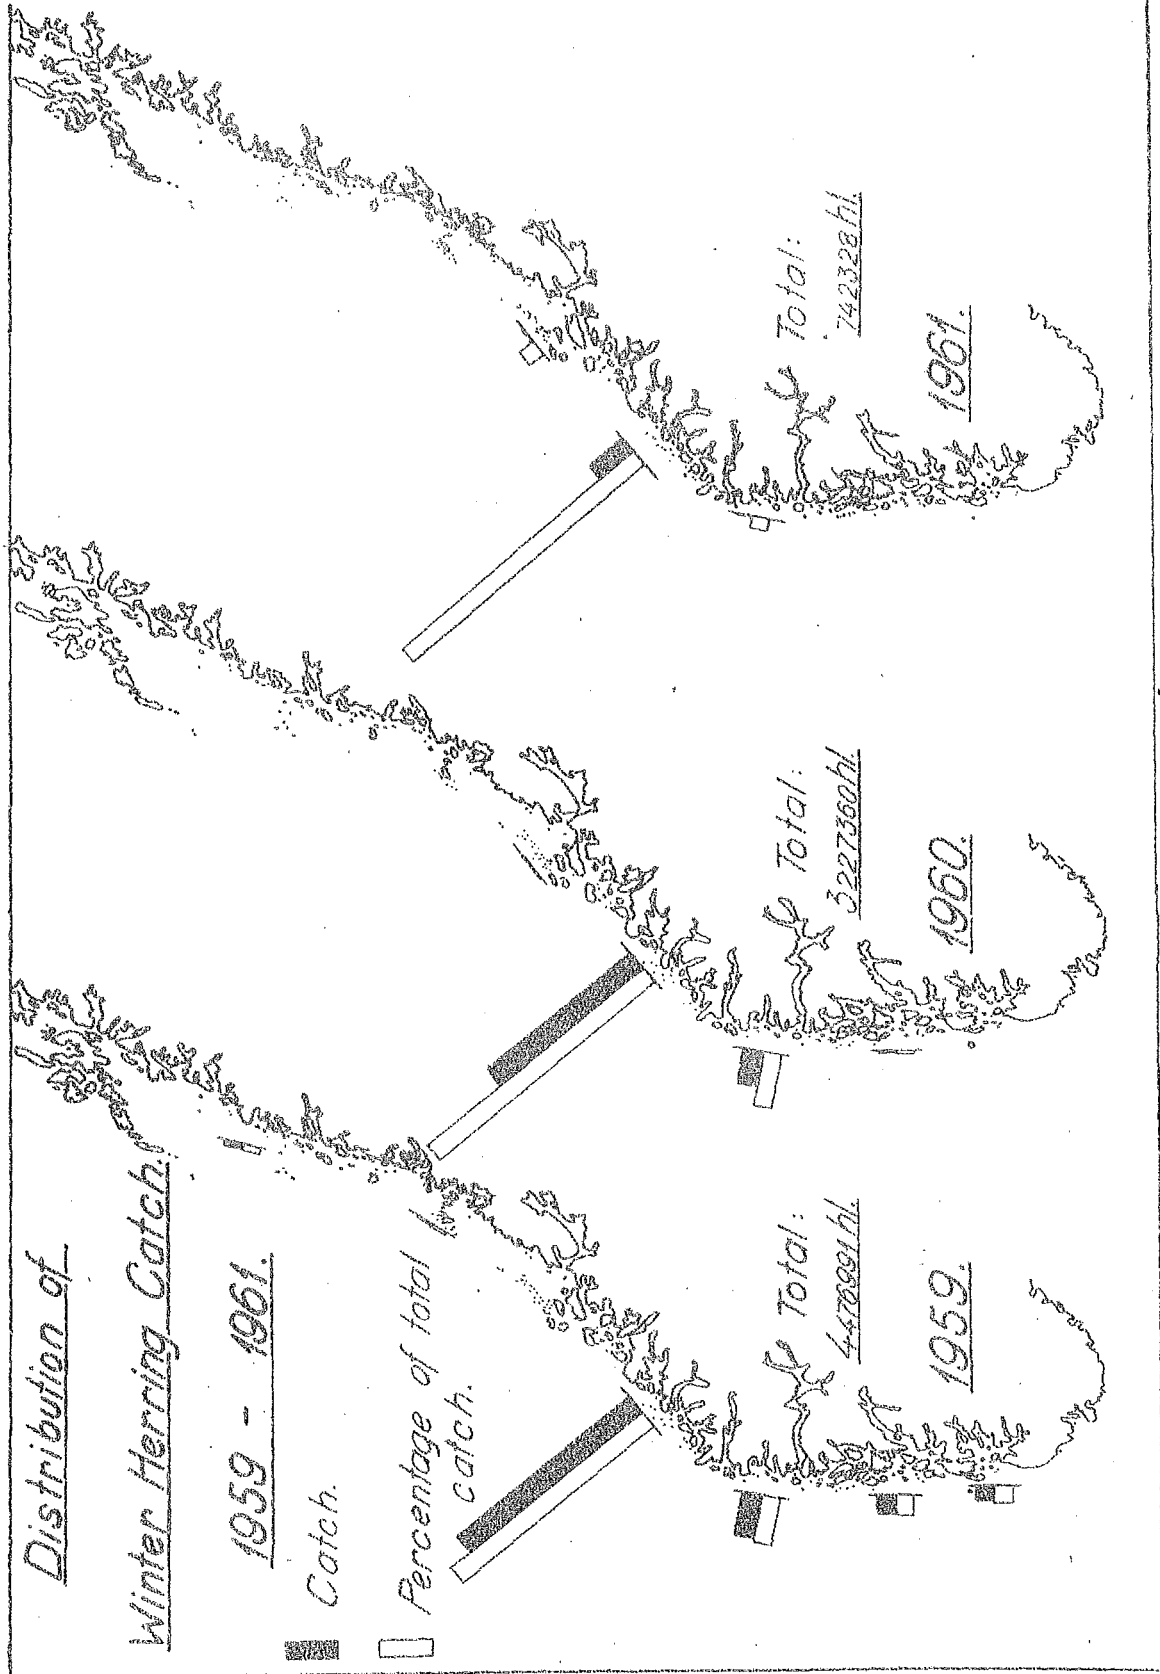 Distribution of
Winter Herring Catch.
1959 - 1961.
Catch.
Percentage of total
catch.
Total:
4476991 hl.
1959.
Total:
3227360 hl.
1960.
Total:
742328 hl.
1961.